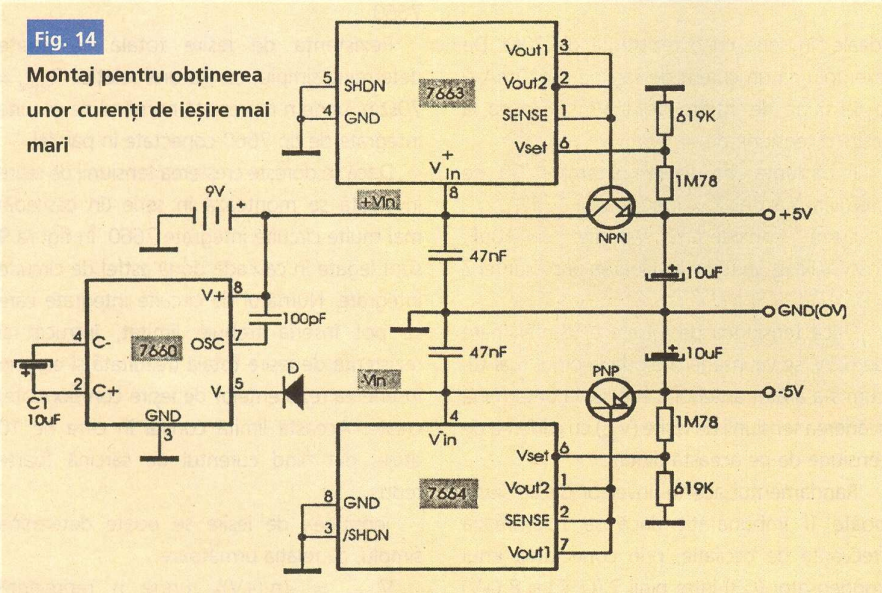 Fig. 14
Montaj pentru obținerea
unor curenți de ieșire mai
mari
Vout1 3
5 SHDN
Vout2 2
7663
4 GND
SENSE 1
619K
Vset 6
V+in
8
1M78
9V
+
+Vin
+5V
NPN
47nF
+
10uF
V+ 8
100pF
GND(OV)
4 C-
7660
OSC 7
+
10uF
47nF
+
D
-Vin
PNP
2 C+
V- 5
-5V
C1
10uF
GND
3
4
V-in
1M78
Vset 6
8 GND
7664
Vout2 1
619K
3 /SHDN
SENSE 2
Vout1 7